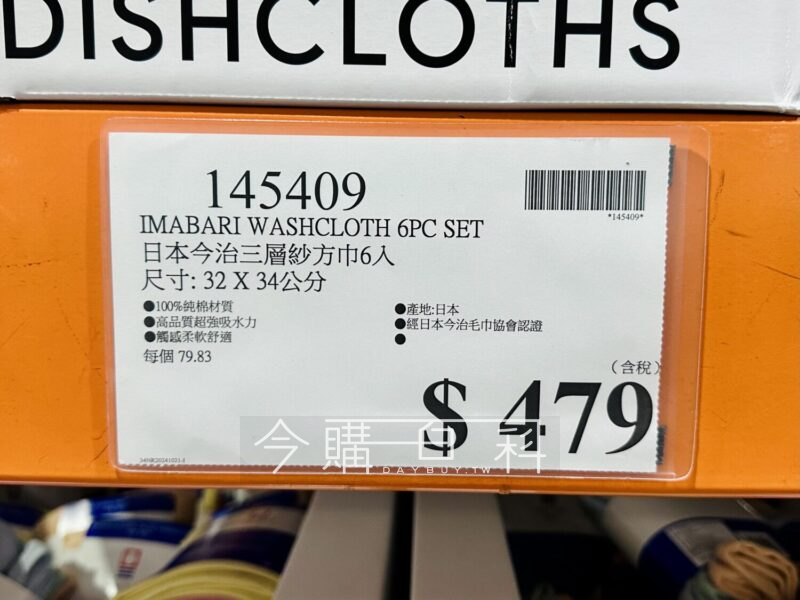 DISHCLOTHS
145409
*145409*
IMABARI WASHCLOTH 6PC SET
日本今治三層紗方巾6入
尺寸: 32 X 34公分
●100%純棉材質
●高品質超強吸水力
●觸感柔軟舒適
●產地:日本
●經日本今治毛巾協會認證
●
每個 79.83
(含稅)
$ 479
今購百科
DAYBUY.TW